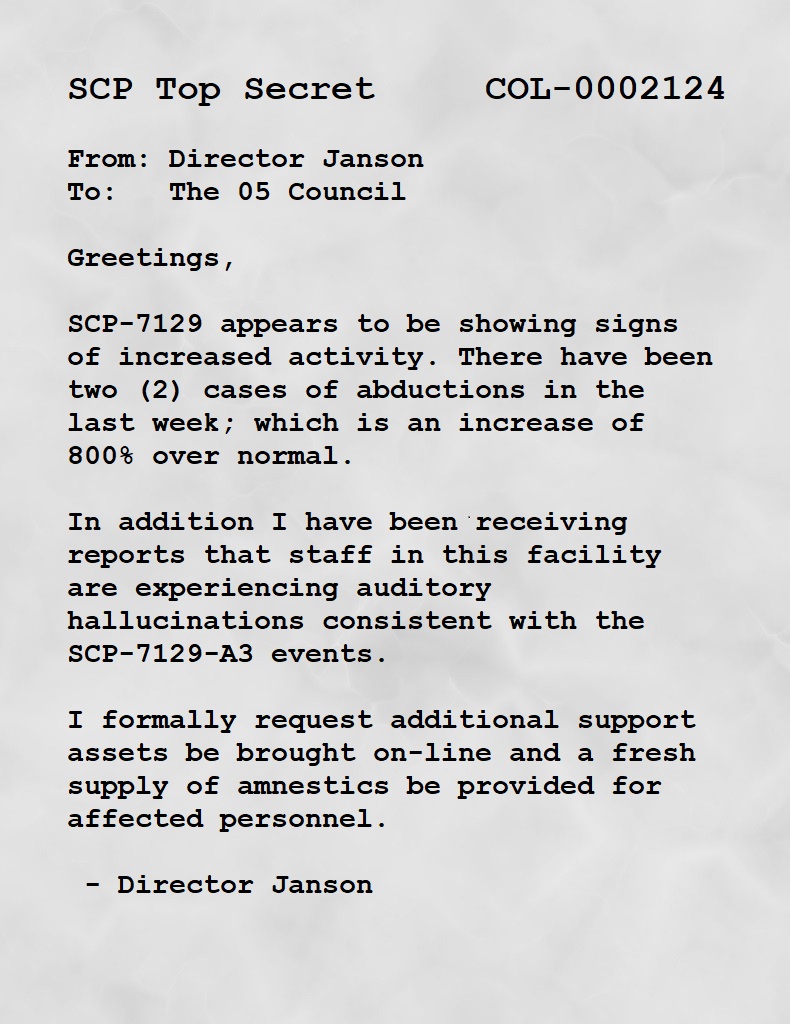 SCP Top Secret COL-0002124
From: Director Janson
To: The 05 Council
Greetings,
SCP-7129 appears to be showing signs
of increased activity. There have been
two (2) cases of abductions in the
last week; which is an increase of
800% over normal.
In addition I have been receiving
reports that staff in this facility
are experiencing auditory
hallucinations consistent with the
SCP-7129-A3 events.
I formally request additional support
assets be brought on-line and a fresh
supply of amnestics be provided for
affected personnel.
- Director Janson